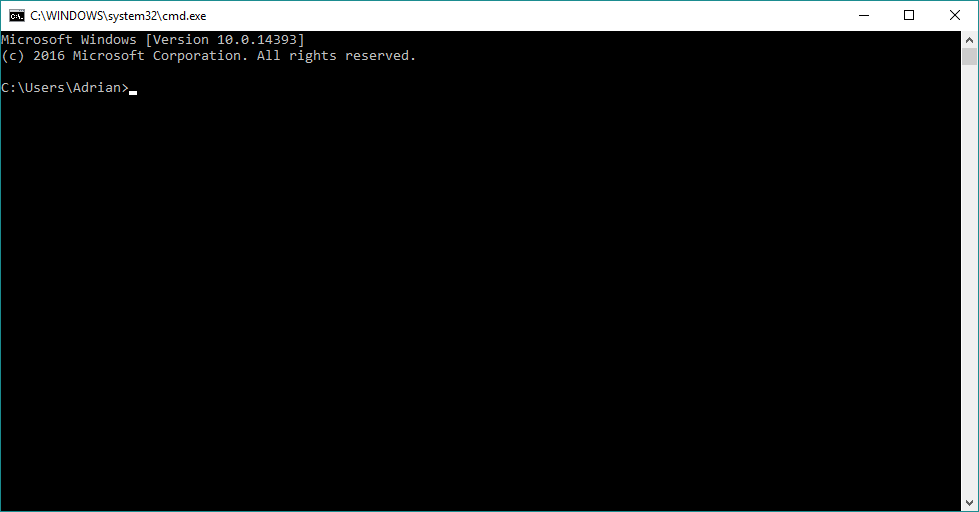 C:\WINDOWS\system32\cmd.exe
Microsoft Windows [Version 10.0.14393]
(c) 2016 Microsoft Corporation. All rights reserved.
C:\Users\Adrian>